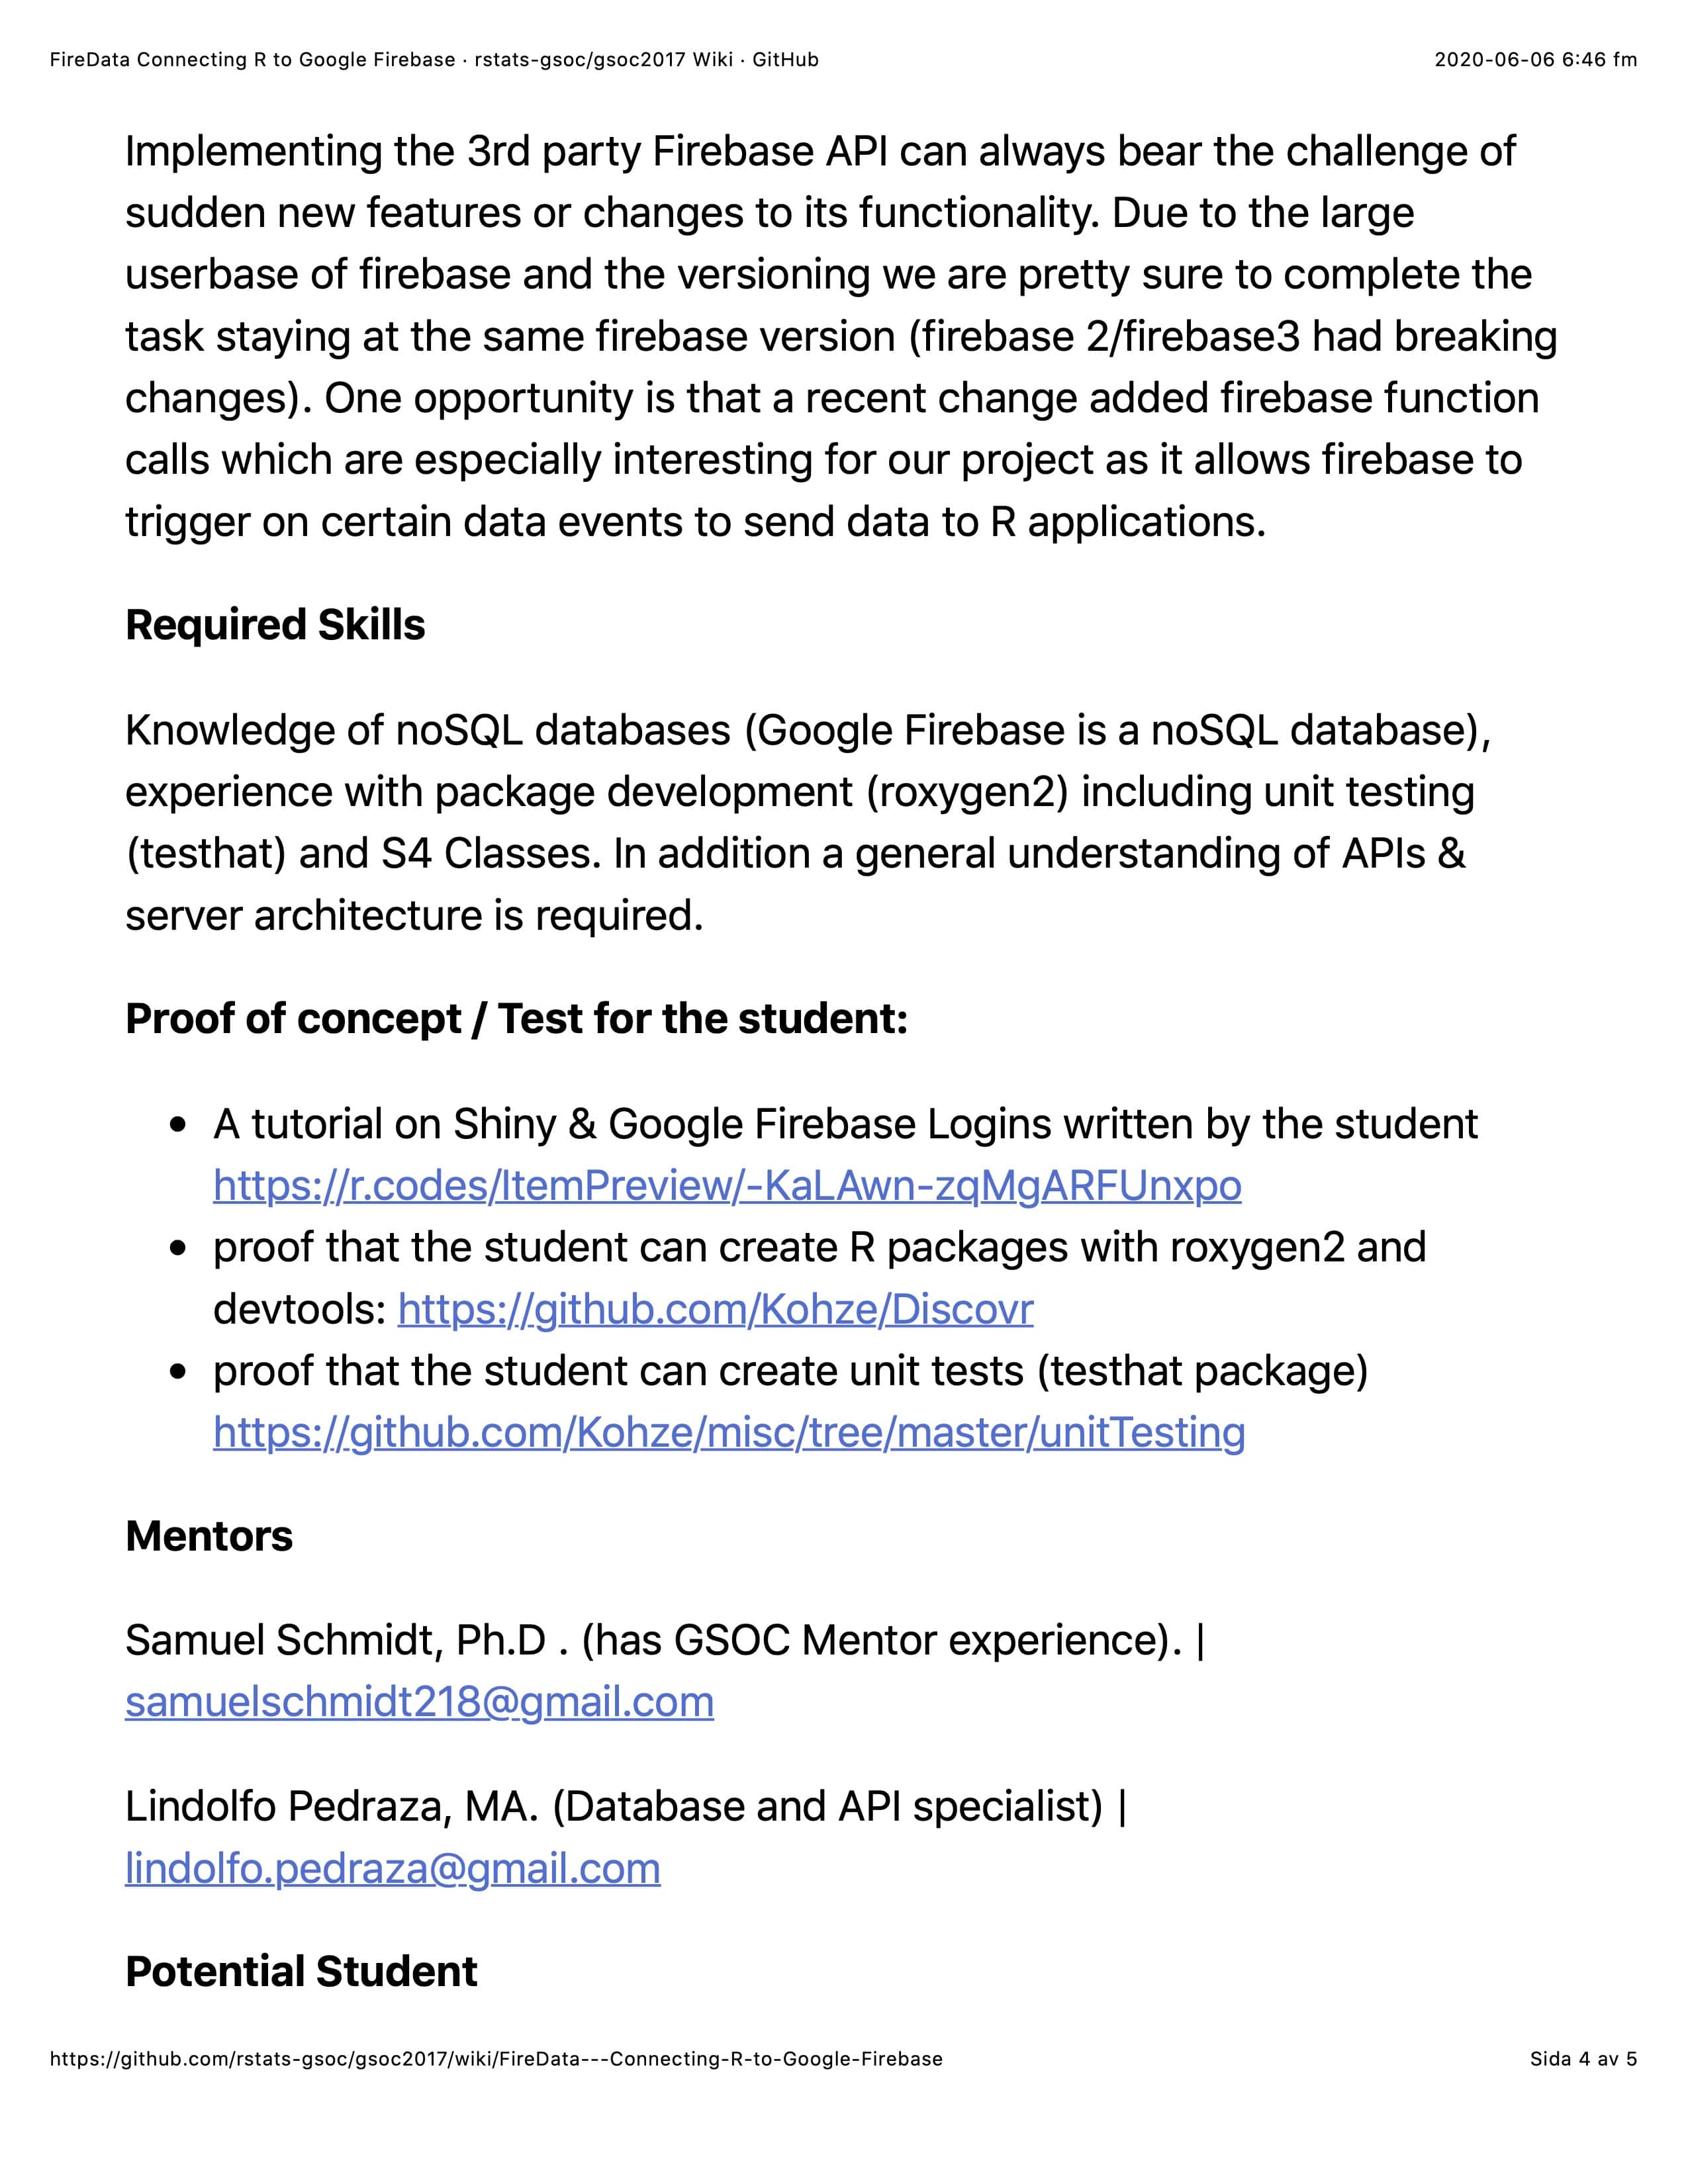 FireData Connecting R to Google Firebase · rstats-gsoc/gsoc2017 Wiki · GitHub 2020-06-06 6:46 fm
Implementing the 3rd party Firebase API can always bear the challenge of
sudden new features or changes to its functionality. Due to the large
userbase of firebase and the versioning we are pretty sure to complete the
task staying at the same firebase version (firebase 2/firebase3 had breaking
changes). One opportunity is that a recent change added firebase function
calls which are especially interesting for our project as it allows firebase to
trigger on certain data events to send data to R applications.
Required Skills
Knowledge of noSQL databases (Google Firebase is a noSQL database),
experience with package development (roxygen2) including unit testing
(testhat) and S4 Classes. In addition a general understanding of APIs &
server architecture is required.
Proof of concept / Test for the student:
• A tutorial on Shiny & Google Firebase Logins written by the student
https://r.codes/ItemPreview/-KaLAwn-zqMgARFUnxpo
• proof that the student can create R packages with roxygen2 and
devtools: https://github.com/Kohze/Discovr
• proof that the student can create unit tests (testhat package)
https://github.com/Kohze/misc/tree/master/unitTesting
Mentors
Samuel Schmidt, Ph.D . (has GSOC Mentor experience). |
samuelschmidt218@gmail.com
Lindolfo Pedraza, MA. (Database and API specialist) |
lindolfo.pedraza@gmail.com
Potential Student
https://github.com/rstats-gsoc/gsoc2017/wiki/FireData---Connecting-R-to-Google-Firebase Sida 4 av 5